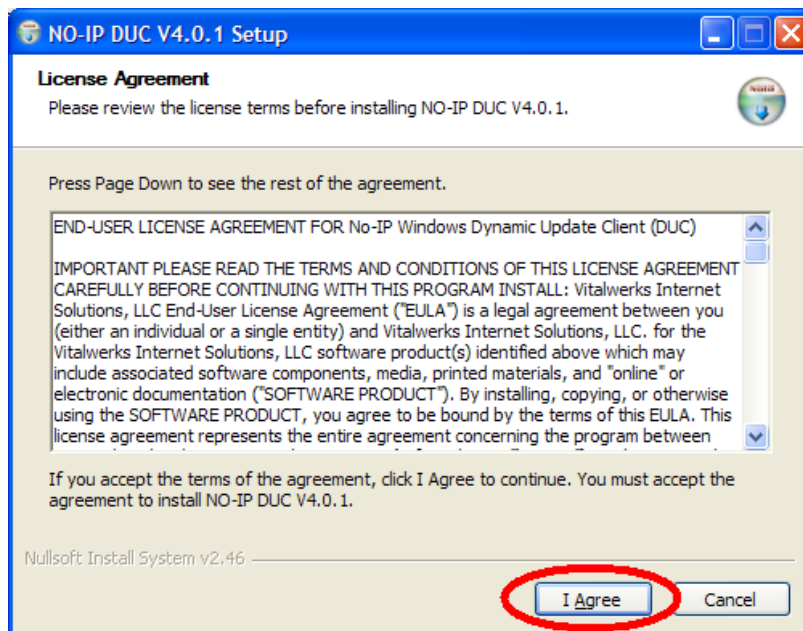 NO-IP DUC V4.0.1 Setup
License Agreement
Please review the license terms before installing NO-IP DUC V4.0.1.
NO-IP
Press Page Down to see the rest of the agreement.
END-USER LICENSE AGREEMENT FOR No-IP Windows Dynamic Update Client (DUC)
IMPORTANT PLEASE READ THE TERMS AND CONDITIONS OF THIS LICENSE AGREEMENT
CAREFULLY BEFORE CONTINUING WITH THIS PROGRAM INSTALL: Vitalwerks Internet
Solutions, LLC End-User License Agreement ("EULA") is a legal agreement between you
(either an individual or a single entity) and Vitalwerks Internet Solutions, LLC. for the
Vitalwerks Internet Solutions, LLC software product(s) identified above which may
include associated software components, media, printed materials, and "online" or
electronic documentation ("SOFTWARE PRODUCT"). By installing, copying, or otherwise
using the SOFTWARE PRODUCT, you agree to be bound by the terms of this EULA. This
license agreement represents the entire agreement concerning the program between
If you accept the terms of the agreement, click I Agree to continue. You must accept the
agreement to install NO-IP DUC V4.0.1.
Nullsoft Install System v2.46
I Agree
Cancel